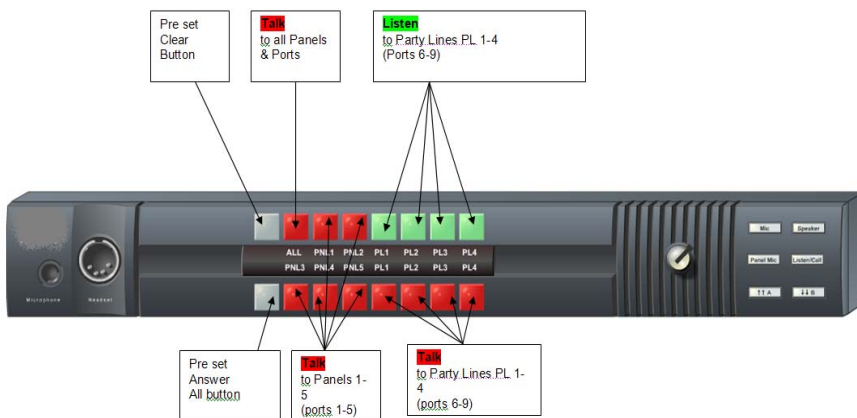 Pre set
Clear
Button
Talk
to all Panels
& Ports
Listen
to Party Lines PL 1-4
(Ports 6-9)
ALL PNL1 PNL2 PL1 PL2 PL3 PL4
PNL3 PNL4 PNL5 PL1 PL2 PL3 PL4
Microphone
Headset
Mic
Speaker
Panel Mic
Listen/Call
↑↑ A
↓↓ B
Pre set
Answer
All button
Talk
to Panels 1-
5
(ports 1-5)
Talk
to Party Lines PL 1-
4
(ports 6-9)